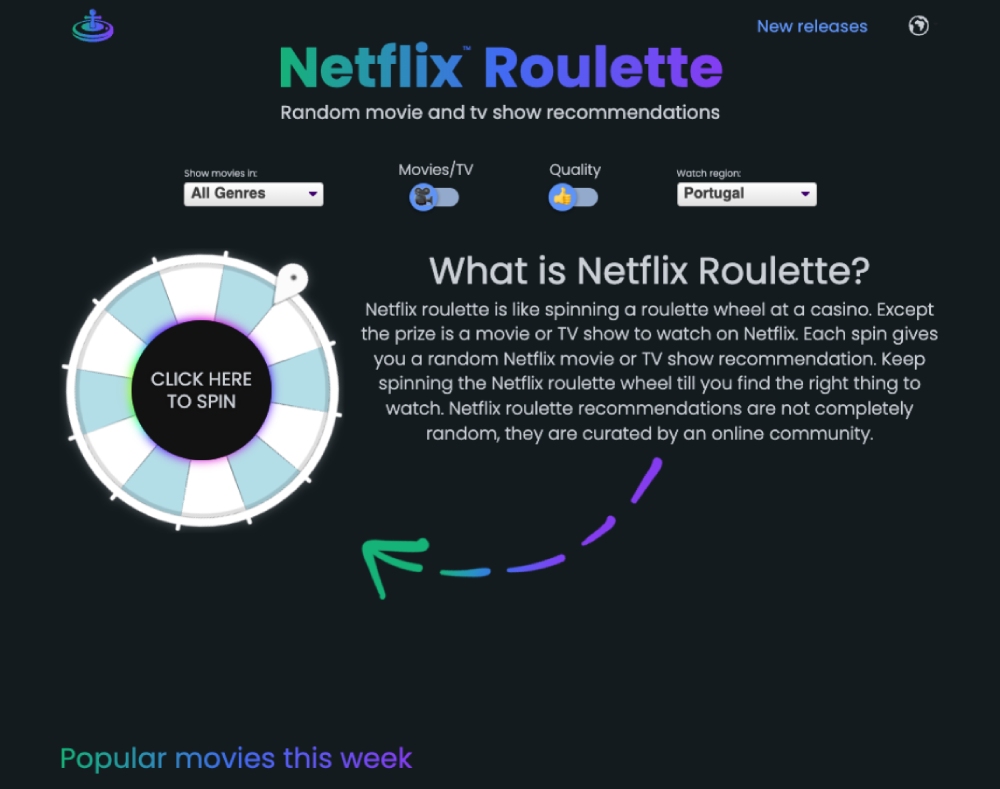 New releases
Netflix™ Roulette
Random movie and tv show recommendations
Show movies in:
All Genres
Movies/TV
Quality
Watch region:
Portugal
CLICK HERE
TO SPIN
What is Netflix Roulette?
Netflix roulette is like spinning a roulette wheel at a casino. Except
the prize is a movie or TV show to watch on Netflix. Each spin gives
you a random Netflix movie or TV show recommendation. Keep
spinning the Netflix roulette wheel till you find the right thing to
watch. Netflix roulette recommendations are not completely
random, they are curated by an online community.
Popular movies this week